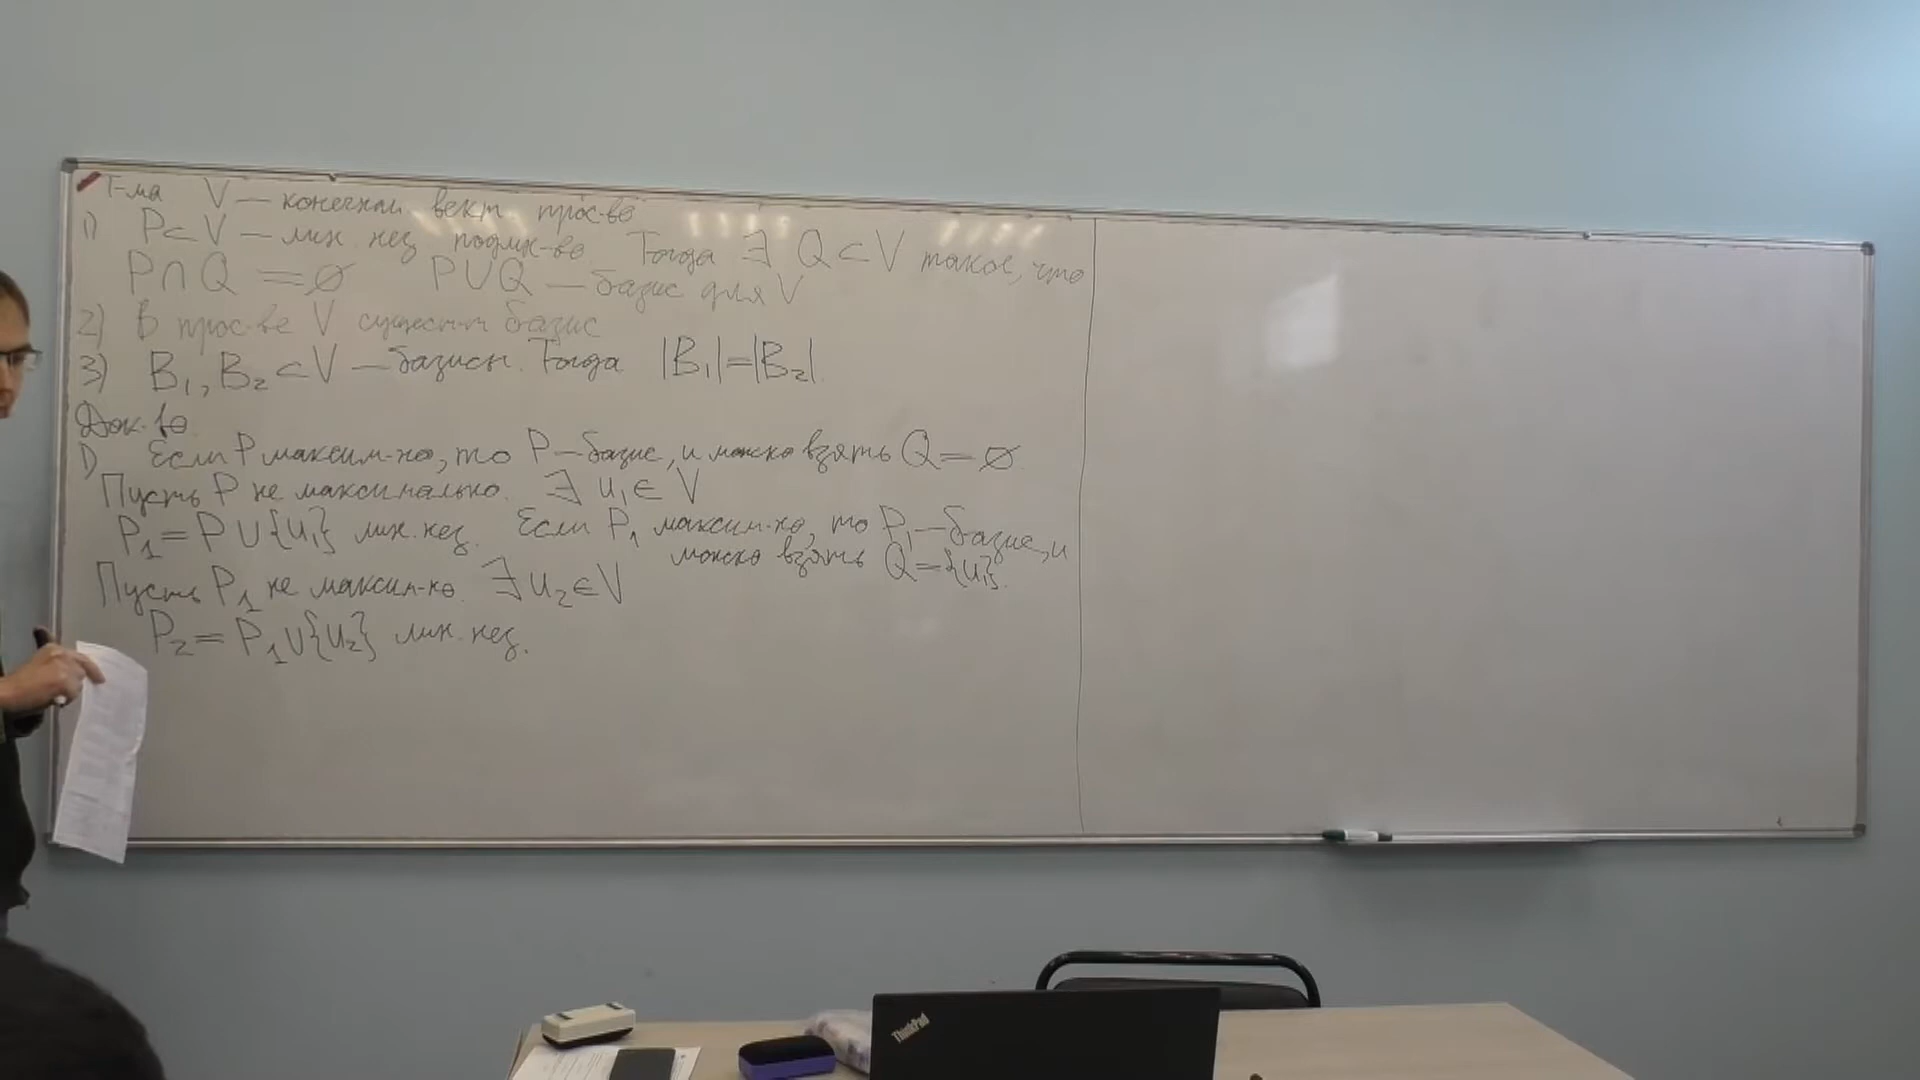 Т-ма V — конечном. вект. прос-во
1) P⊂V — лин. нез. подмн-во. Тогда ∃ Q⊂V такое, что
P∩Q=∅ P∪Q — базис для V
2) В прос-ве V сущест-т базис
3) B₁, B₂⊂V — базисы. Тогда |B₁|=|B₂|.
Док-во
1) Если P максим-но, то P — базис, и можно взять Q=∅
Пусть P не максимально. ∃ u₁∈V
P₁=P∪{u₁} лин. нез. Если P₁ максим-но, то P₁ — базис, и
можно взять Q={u₁}.
Пусть P₁ не максим-но. ∃ u₂∈V
P₂=P₁∪{u₂} лин. нез.
ThinkPad